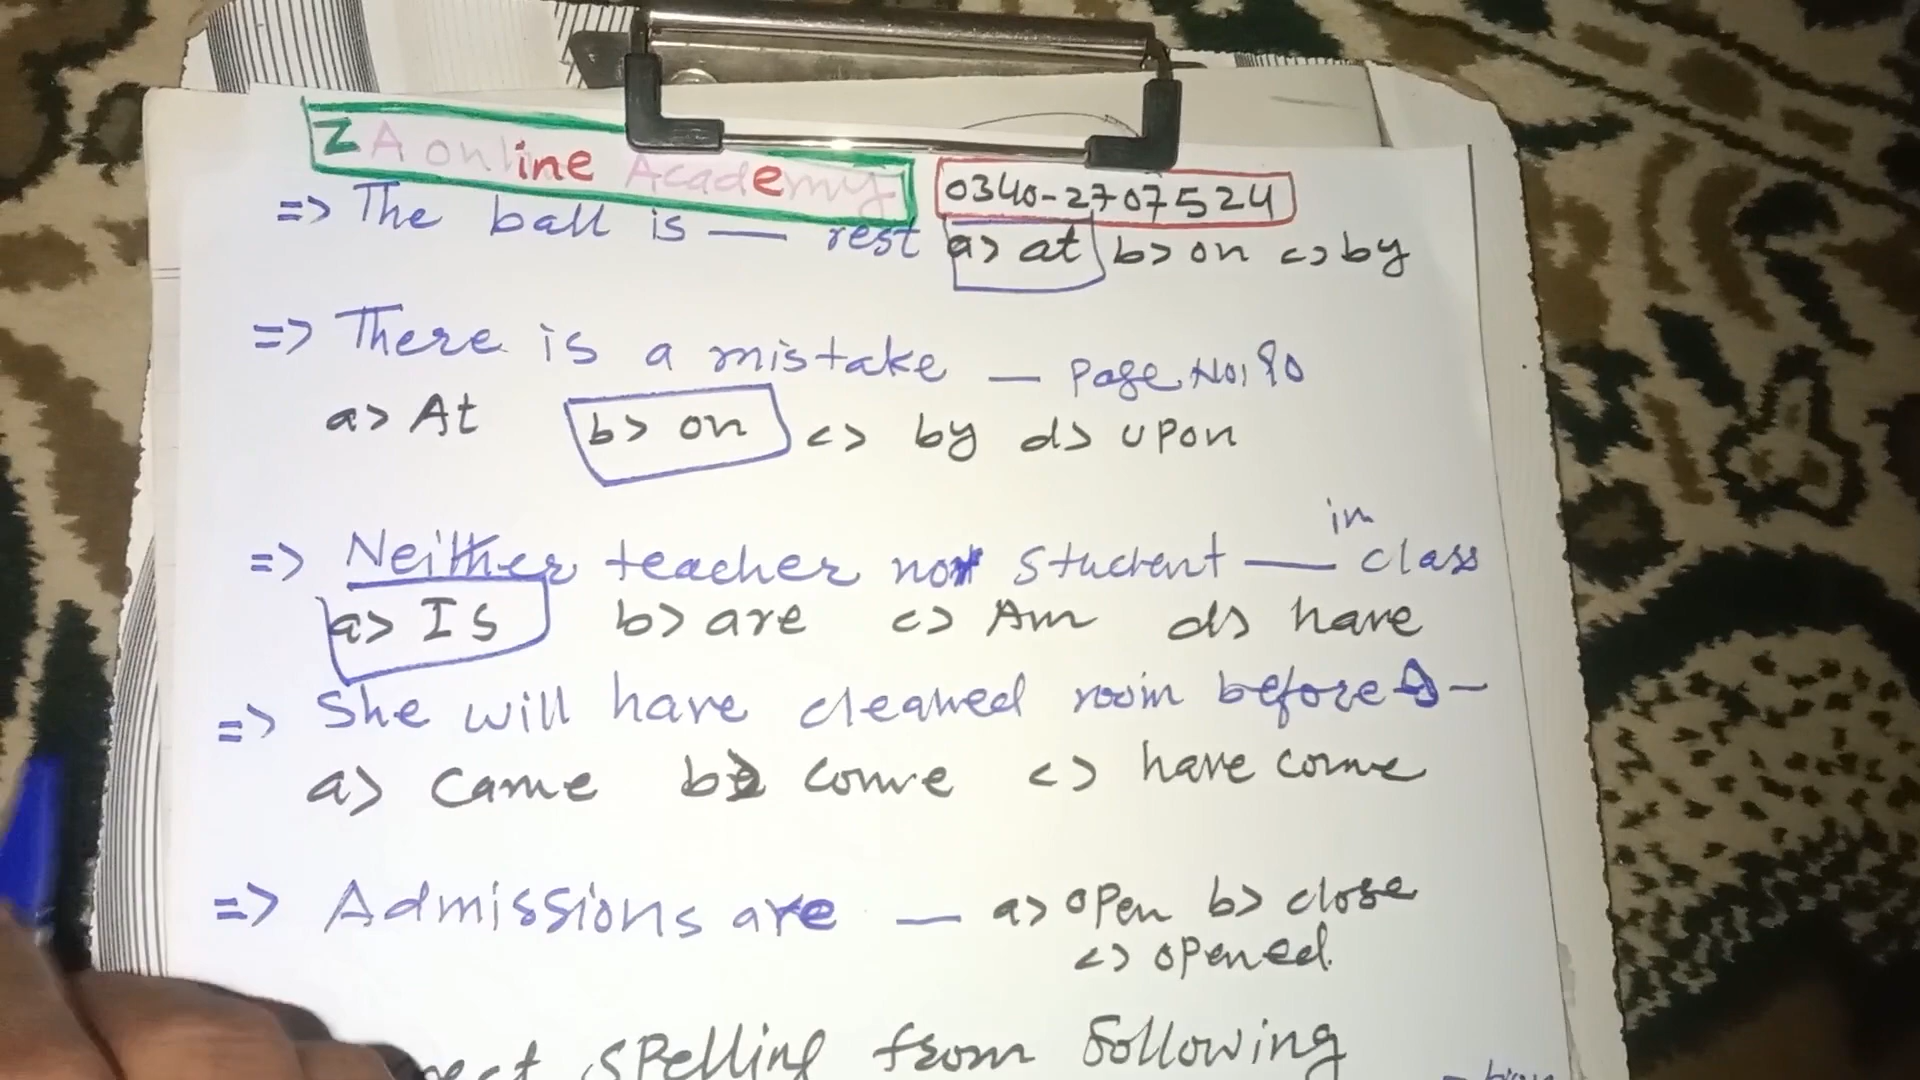 ZA online Academy 0340-2707524
=> The ball is — rest a> at b> on c> by
=> There is a mistake — Page No, 90
a> At b> on c> by d> upon
in
=> Neither teacher nor Student — class
a> Is b> are c> Am d> have
=> She will have cleaned room before —
a> came b> come c> have come
=> Admissions are — a> open b> close
c> opened
spelling from following